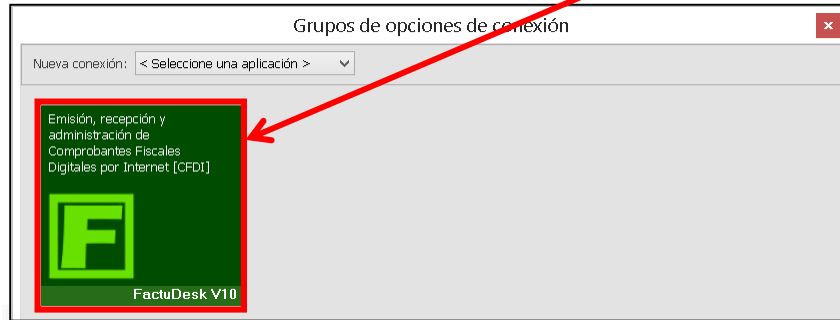 Grupos de opciones de conexión
Nueva conexión: < Seleccione una aplicación >
Emisión, recepción y
administración de
Comprobantes Fiscales
Digitales por Internet [CFDI]
F
FactuDesk V10